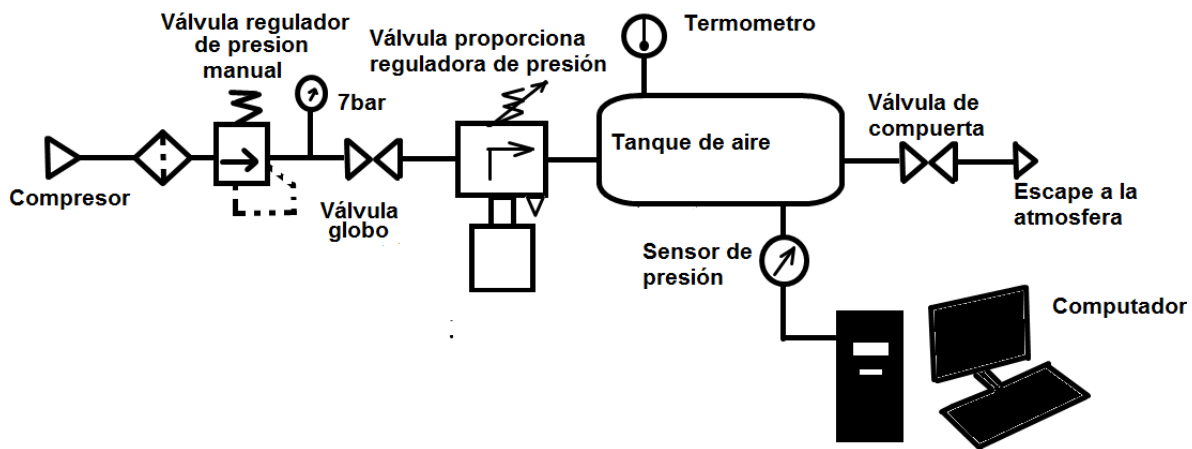 Válvula regulador
de presion
manual
7bar
Válvula proporciona
reguladora de presión
Termometro
Tanque de aire
Válvula de
compuerta
Compresor
Válvula
globo
Sensor de
presión
Escape a la
atmosfera
Computador